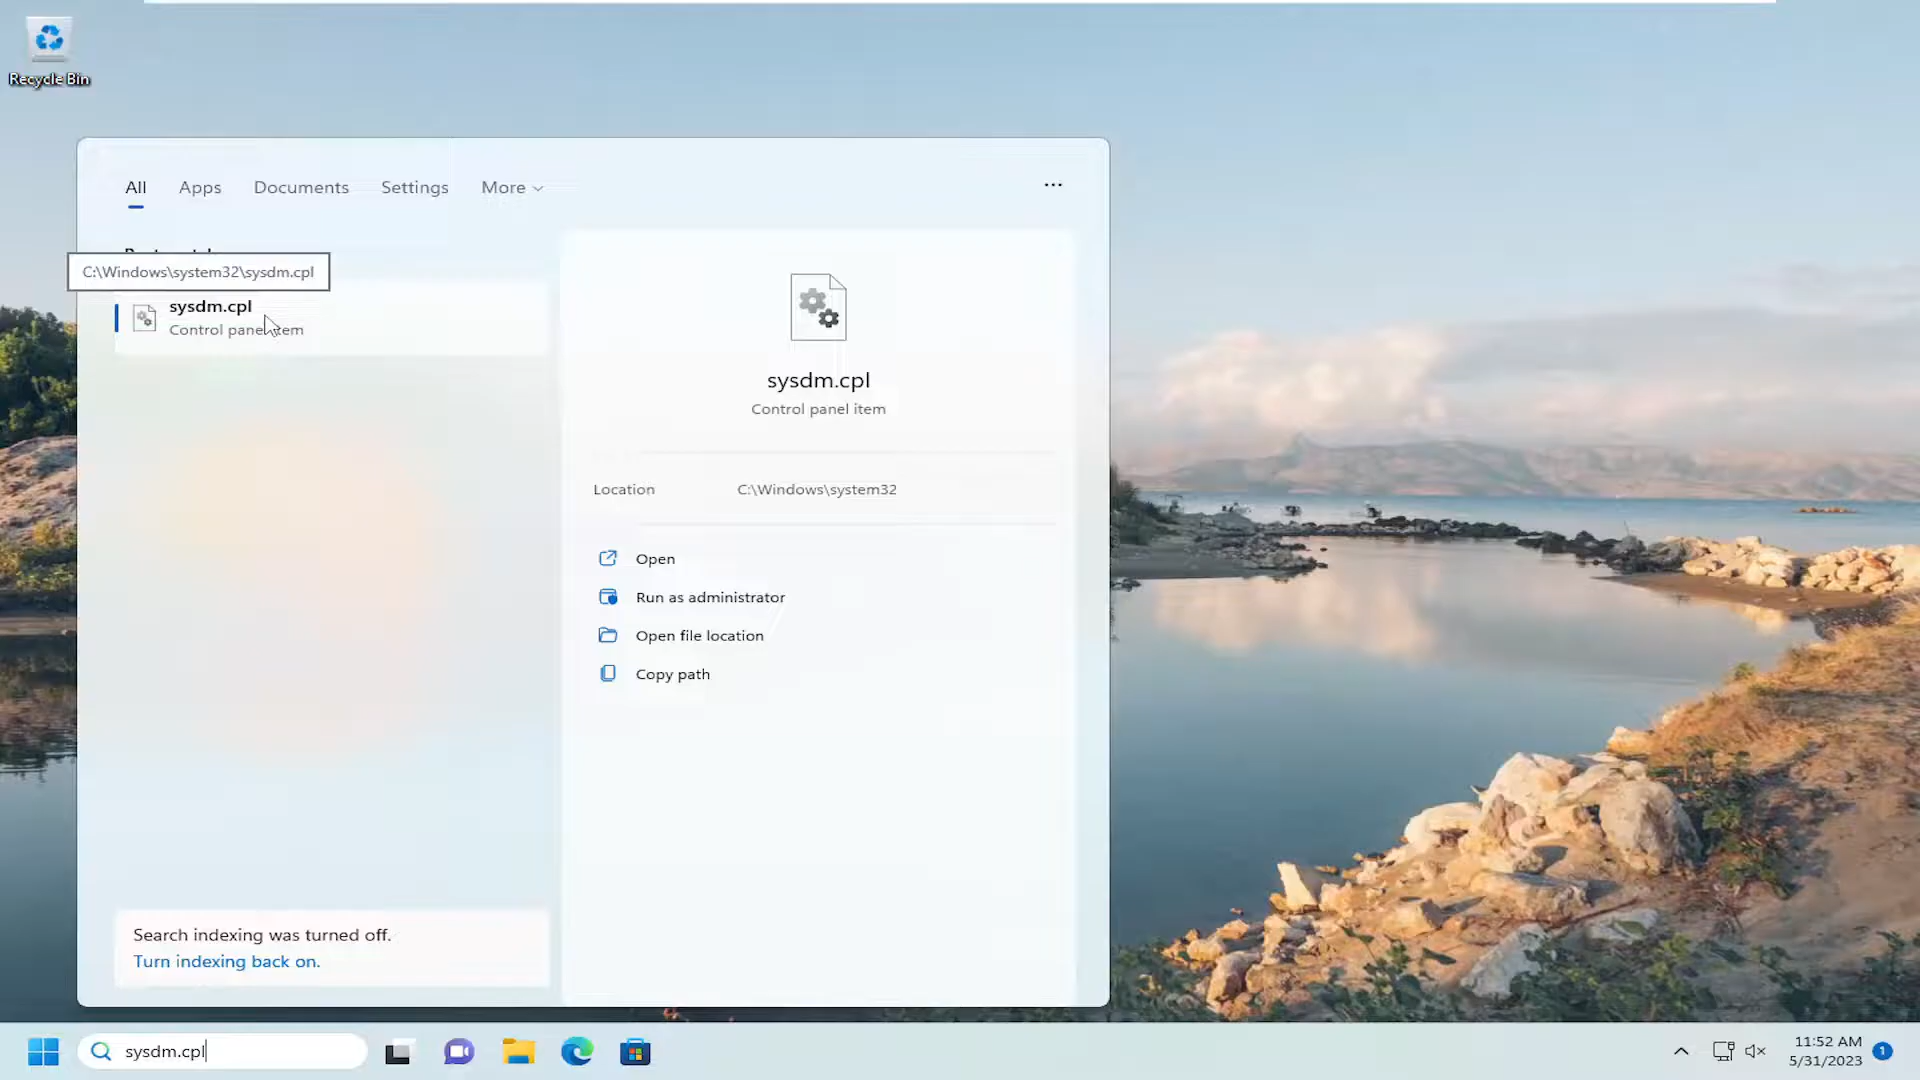 Recycle Bin
All Apps Documents Settings More
C:\Windows\system32\sysdm.cpl
sysdm.cpl
Control panel item
sysdm.cpl
Control panel item
Location C:\Windows\system32
Open
Run as administrator
Open file location
Copy path
Search indexing was turned off.
Turn indexing back on.
sysdm.cpl
11:52 AM
5/31/2023
1